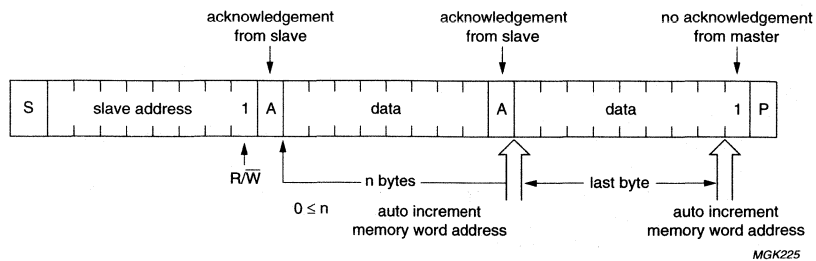 acknowledgement
from slave
acknowledgement
from slave
no acknowledgement
from master
S slave address 1 A data A data 1 P
R/W̅
n bytes
last byte
0 ≤ n
auto increment
memory word address
auto increment
memory word address
MGK225